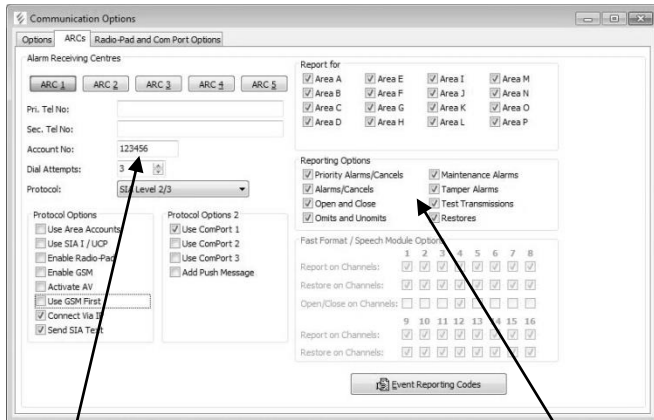 Communication Options
Options ARCs Radio-Pad and Com Port Options
Alarm Receiving Centres
ARC 1 ARC 2 ARC 3 ARC 4 ARC 5
Pri. Tel No:
Sec. Tel No:
Account No: 123456
Dial Attempts: 3
Protocol: SIA Level 2/3
Protocol Options
Use Area Accounts
Use SIA I / UCP
Enable Radio-Pad
Enable GSM
Activate AV
Use GSM First
Connect Via IP
Send SIA Text
Protocol Options 2
Use ComPort 1
Use ComPort 2
Use ComPort 3
Add Push Message
Report for
Area A Area E Area I Area M
Area B Area F Area J Area N
Area C Area G Area K Area O
Area D Area H Area L Area P
Reporting Options
Priority Alarms/Cancels Maintenance Alarms
Alarms/Cancels Tamper Alarms
Open and Close Test Transmissions
Omits and Unomits Restores
Fast Format / Speech Module Options
1 2 3 4 5 6 7 8
Report on Channels:
Restore on Channels:
Open/Close on Channels:
9 10 11 12 13 14 15 16
Report on Channels:
Restore on Channels:
Event Reporting Codes